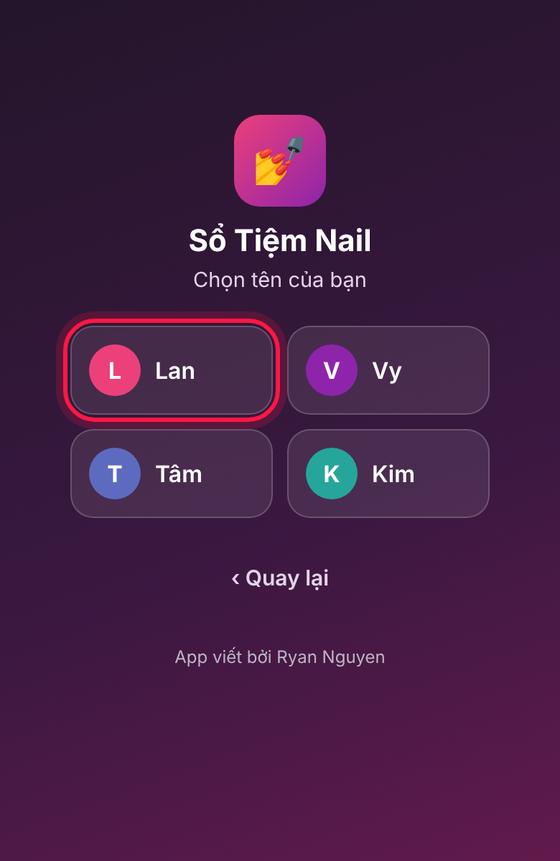 Sổ Tiệm Nail
Chọn tên của bạn
L Lan
V Vy
T Tâm
K Kim
‹ Quay lại
App viết bởi Ryan Nguyen